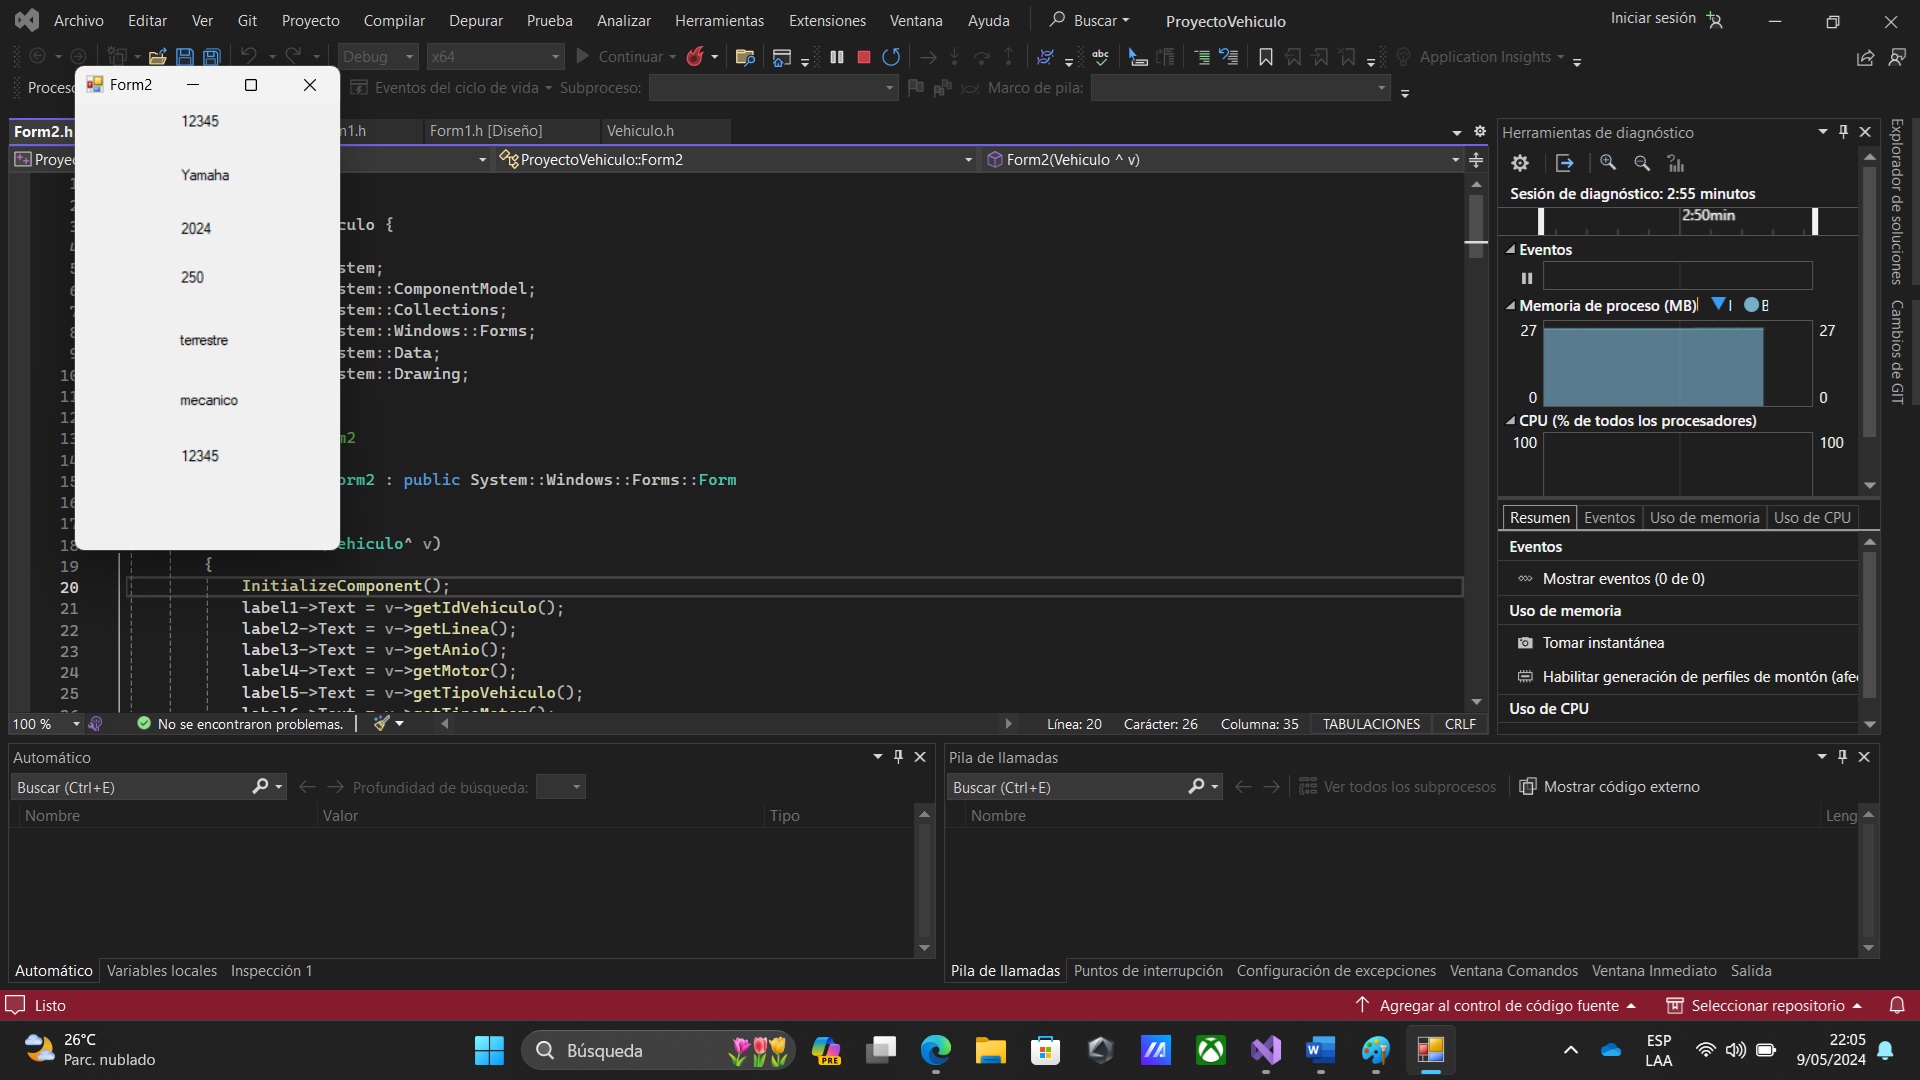 Archivo Editar Ver Git Proyecto Compilar Depurar Prueba Analizar Herramientas Extensiones Ventana Ayuda Buscar ProyectoVehiculo Iniciar sesión
Debug x64 Continuar Application Insights
Proces Eventos del ciclo de vida Subproceso: Marco de pila:
Form2
12345
Yamaha
2024
250
terrestre
mecanico
12345
Form2.h m1.h Form1.h [Diseño] Vehiculo.h
Proye ProyectoVehiculo::Form2 Form2(Vehiculo ^ v)
culo {
stem;
stem::ComponentModel;
stem::Collections;
stem::Windows::Forms;
stem::Data;
10 stem::Drawing;
11
12
13 m2
14
15 orm2 : public System::Windows::Forms::Form
16
17
18 ehiculo^ v)
19 {
20 InitializeComponent();
21 label1->Text = v->getIdVehiculo();
22 label2->Text = v->getLinea();
23 label3->Text = v->getAnio();
24 label4->Text = v->getMotor();
25 label5->Text = v->getTipoVehiculo();
100 % No se encontraron problemas. Línea: 20 Carácter: 26 Columna: 35 TABULACIONES CRLF
Herramientas de diagnóstico
Sesión de diagnóstico: 2:55 minutos
2:50min
Eventos
Memoria de proceso (MB)
27 27
0 0
CPU (% de todos los procesadores)
100 100
Resumen Eventos Uso de memoria Uso de CPU
Eventos
Mostrar eventos (0 de 0)
Uso de memoria
Tomar instantánea
Habilitar generación de perfiles de montón (afe
Uso de CPU
Explorador de soluciones
Cambios de GIT
Automático
Buscar (Ctrl+E) Profundidad de búsqueda:
Nombre Valor Tipo
Automático Variables locales Inspección 1
Pila de llamadas
Buscar (Ctrl+E) Ver todos los subprocesos Mostrar código externo
Nombre Leng
Pila de llamadas Puntos de interrupción Configuración de excepciones Ventana Comandos Ventana Inmediato Salida
Listo Agregar al control de código fuente Seleccionar repositorio
26°C
Parc. nublado
Búsqueda
PRE
ESP
LAA
22:05
9/05/2024